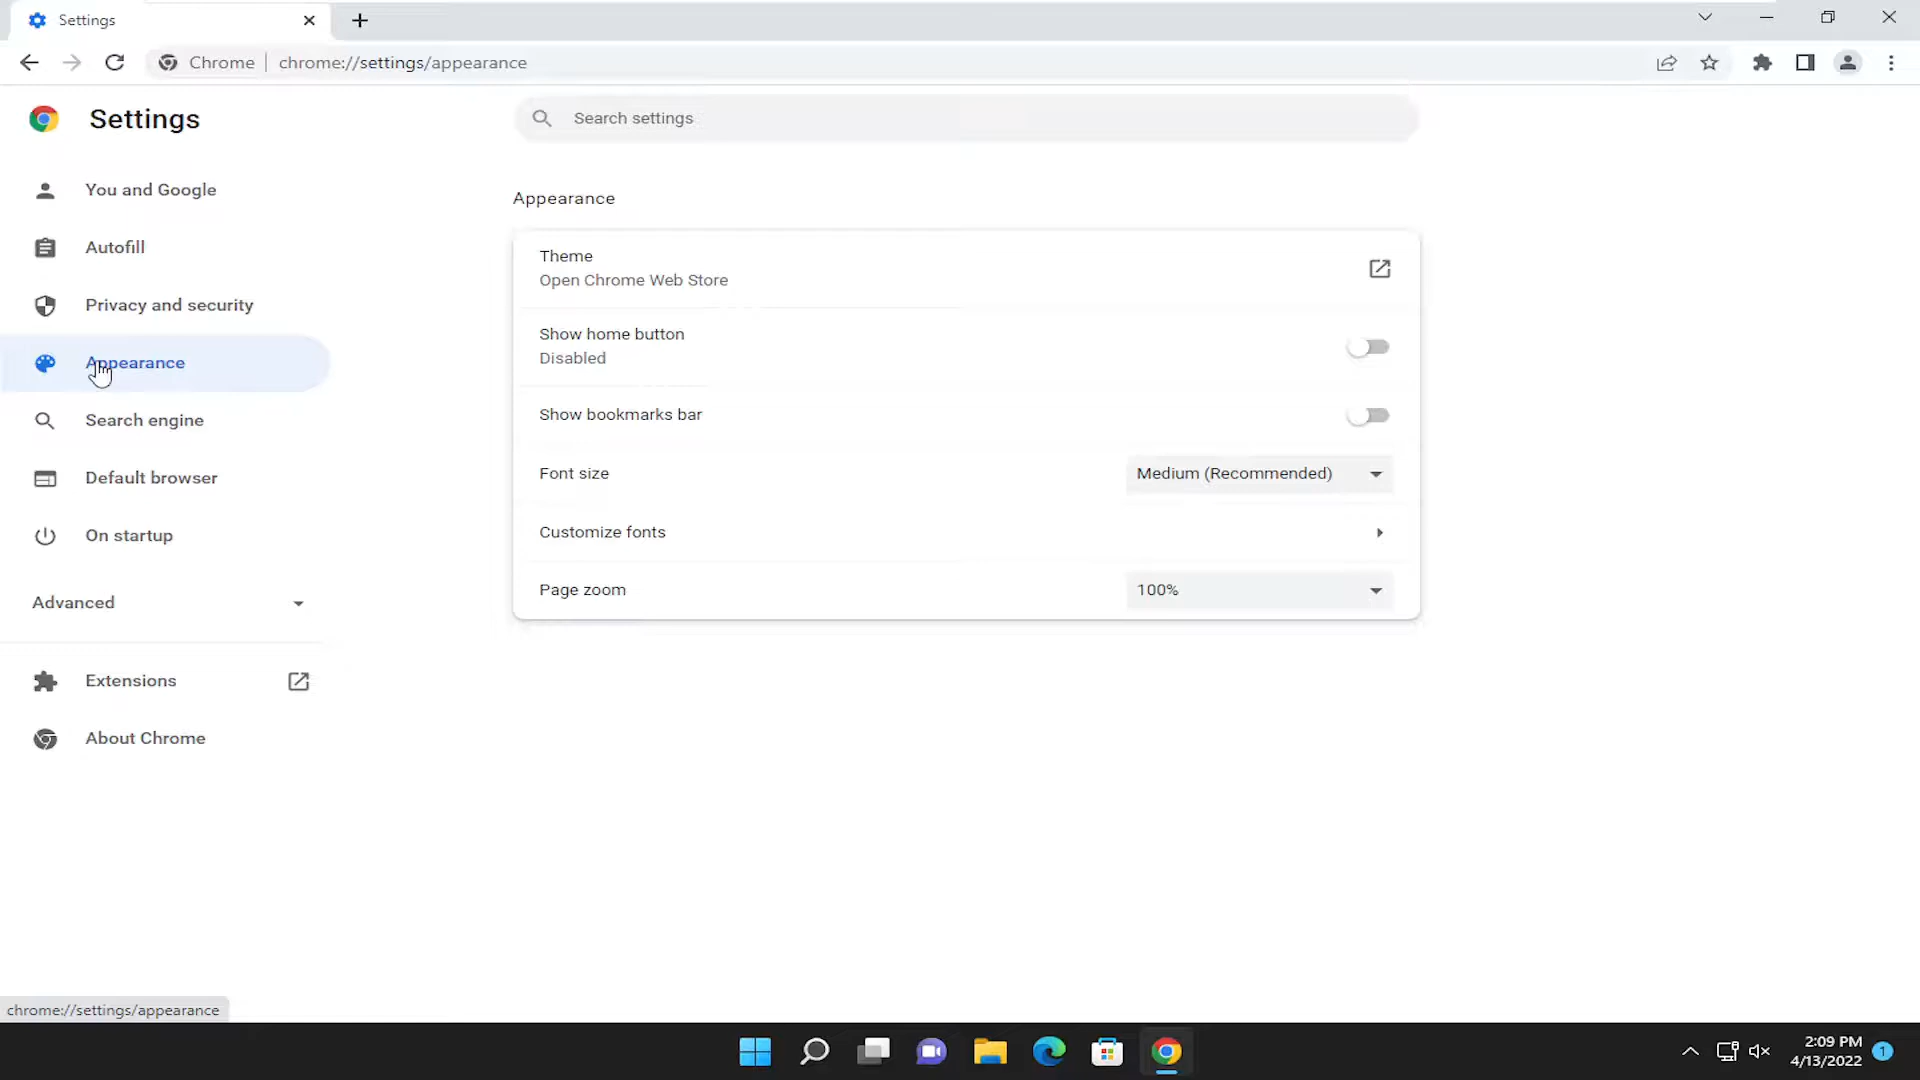 Settings
Chrome
chrome://settings/appearance
Settings
Search settings
You and Google
Autofill
Privacy and security
Appearance
Search engine
Default browser
On startup
Advanced
Extensions
About Chrome
Appearance
Theme
Open Chrome Web Store
Show home button
Disabled
Show bookmarks bar
Font size
Medium (Recommended)
Customize fonts
Page zoom
100%
chrome://settings/appearance
2:09 PM
4/13/2022
1